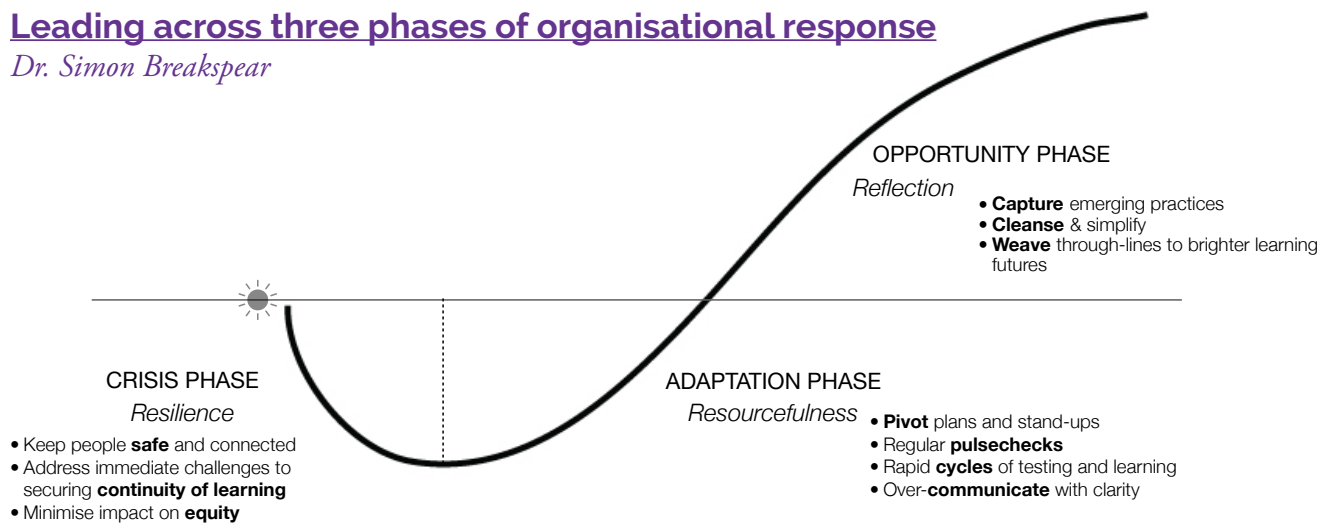 Leading across three phases of organisational response
Dr. Simon Breakspear
OPPORTUNITY PHASE
Reflection
• Capture emerging practices
• Cleanse & simplify
• Weave through-lines to brighter learning
futures
CRISIS PHASE
Resilience
• Keep people safe and connected
• Address immediate challenges to
securing continuity of learning
• Minimise impact on equity
ADAPTATION PHASE
Resourcefulness
• Pivot plans and stand-ups
• Regular pulsechecks
• Rapid cycles of testing and learning
• Over-communicate with clarity